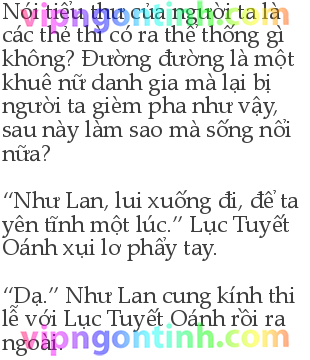 Nói tiểu thư của người ta là
các thẻ thì có ra thể thống gì
không? Đường đường là một
khuê nữ danh gia mà lại bị
người ta gièm pha như vậy,
sau này làm sao mà sống nổi
nữa?
“Như Lan, lui xuống đi, để ta
yên tĩnh một lúc.” Lục Tuyết
Oánh xụi lơ phẩy tay.
“Dạ.” Như Lan cung kính thi
lễ với Lục Tuyết Oánh rồi ra
ngoài.
vipngontinh.com
vipngontinh.com